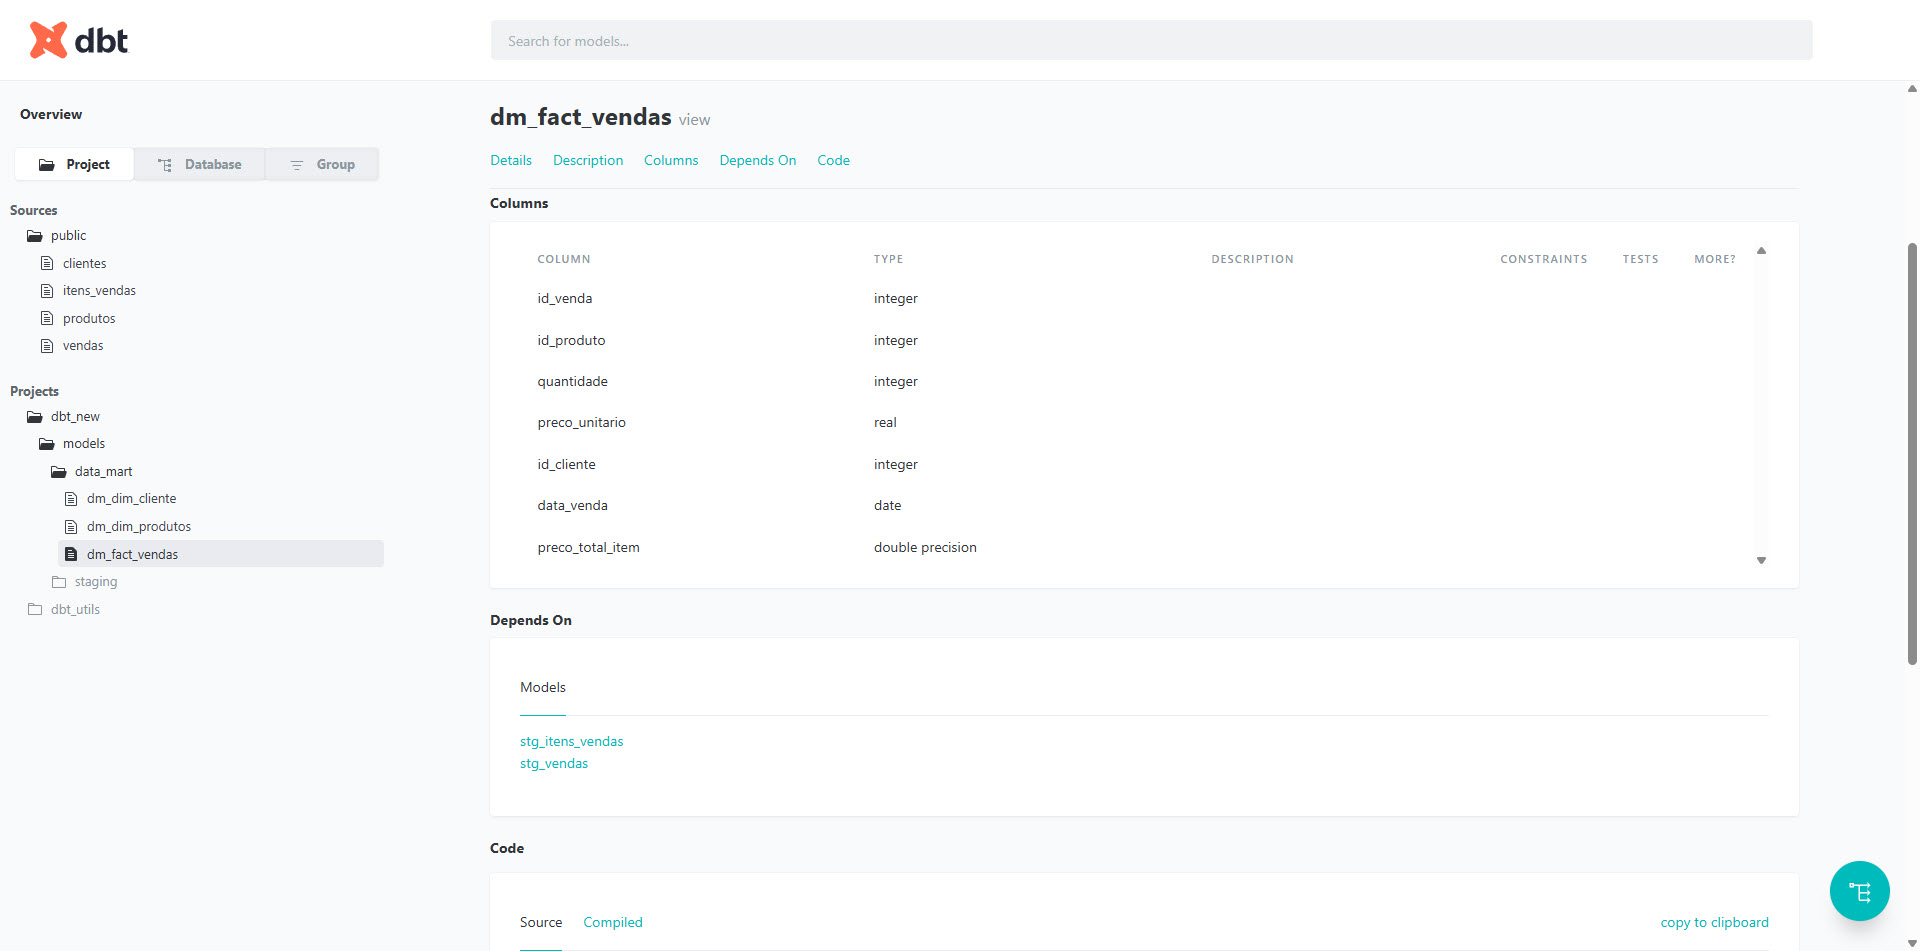 dbt
Search for models...
Overview
Project Database Group
Sources
public
clientes
itens_vendas
produtos
vendas
Projects
dbt_new
models
data_mart
dm_dim_cliente
dm_dim_produtos
dm_fact_vendas
staging
dbt_utils
dm_fact_vendas view
Details Description Columns Depends On Code
Columns
COLUMN TYPE DESCRIPTION CONSTRAINTS TESTS MORE?
id_venda integer
id_produto integer
quantidade integer
preco_unitario real
id_cliente integer
data_venda date
preco_total_item double precision
Depends On
Models
stg_itens_vendas
stg_vendas
Code
Source Compiled copy to clipboard